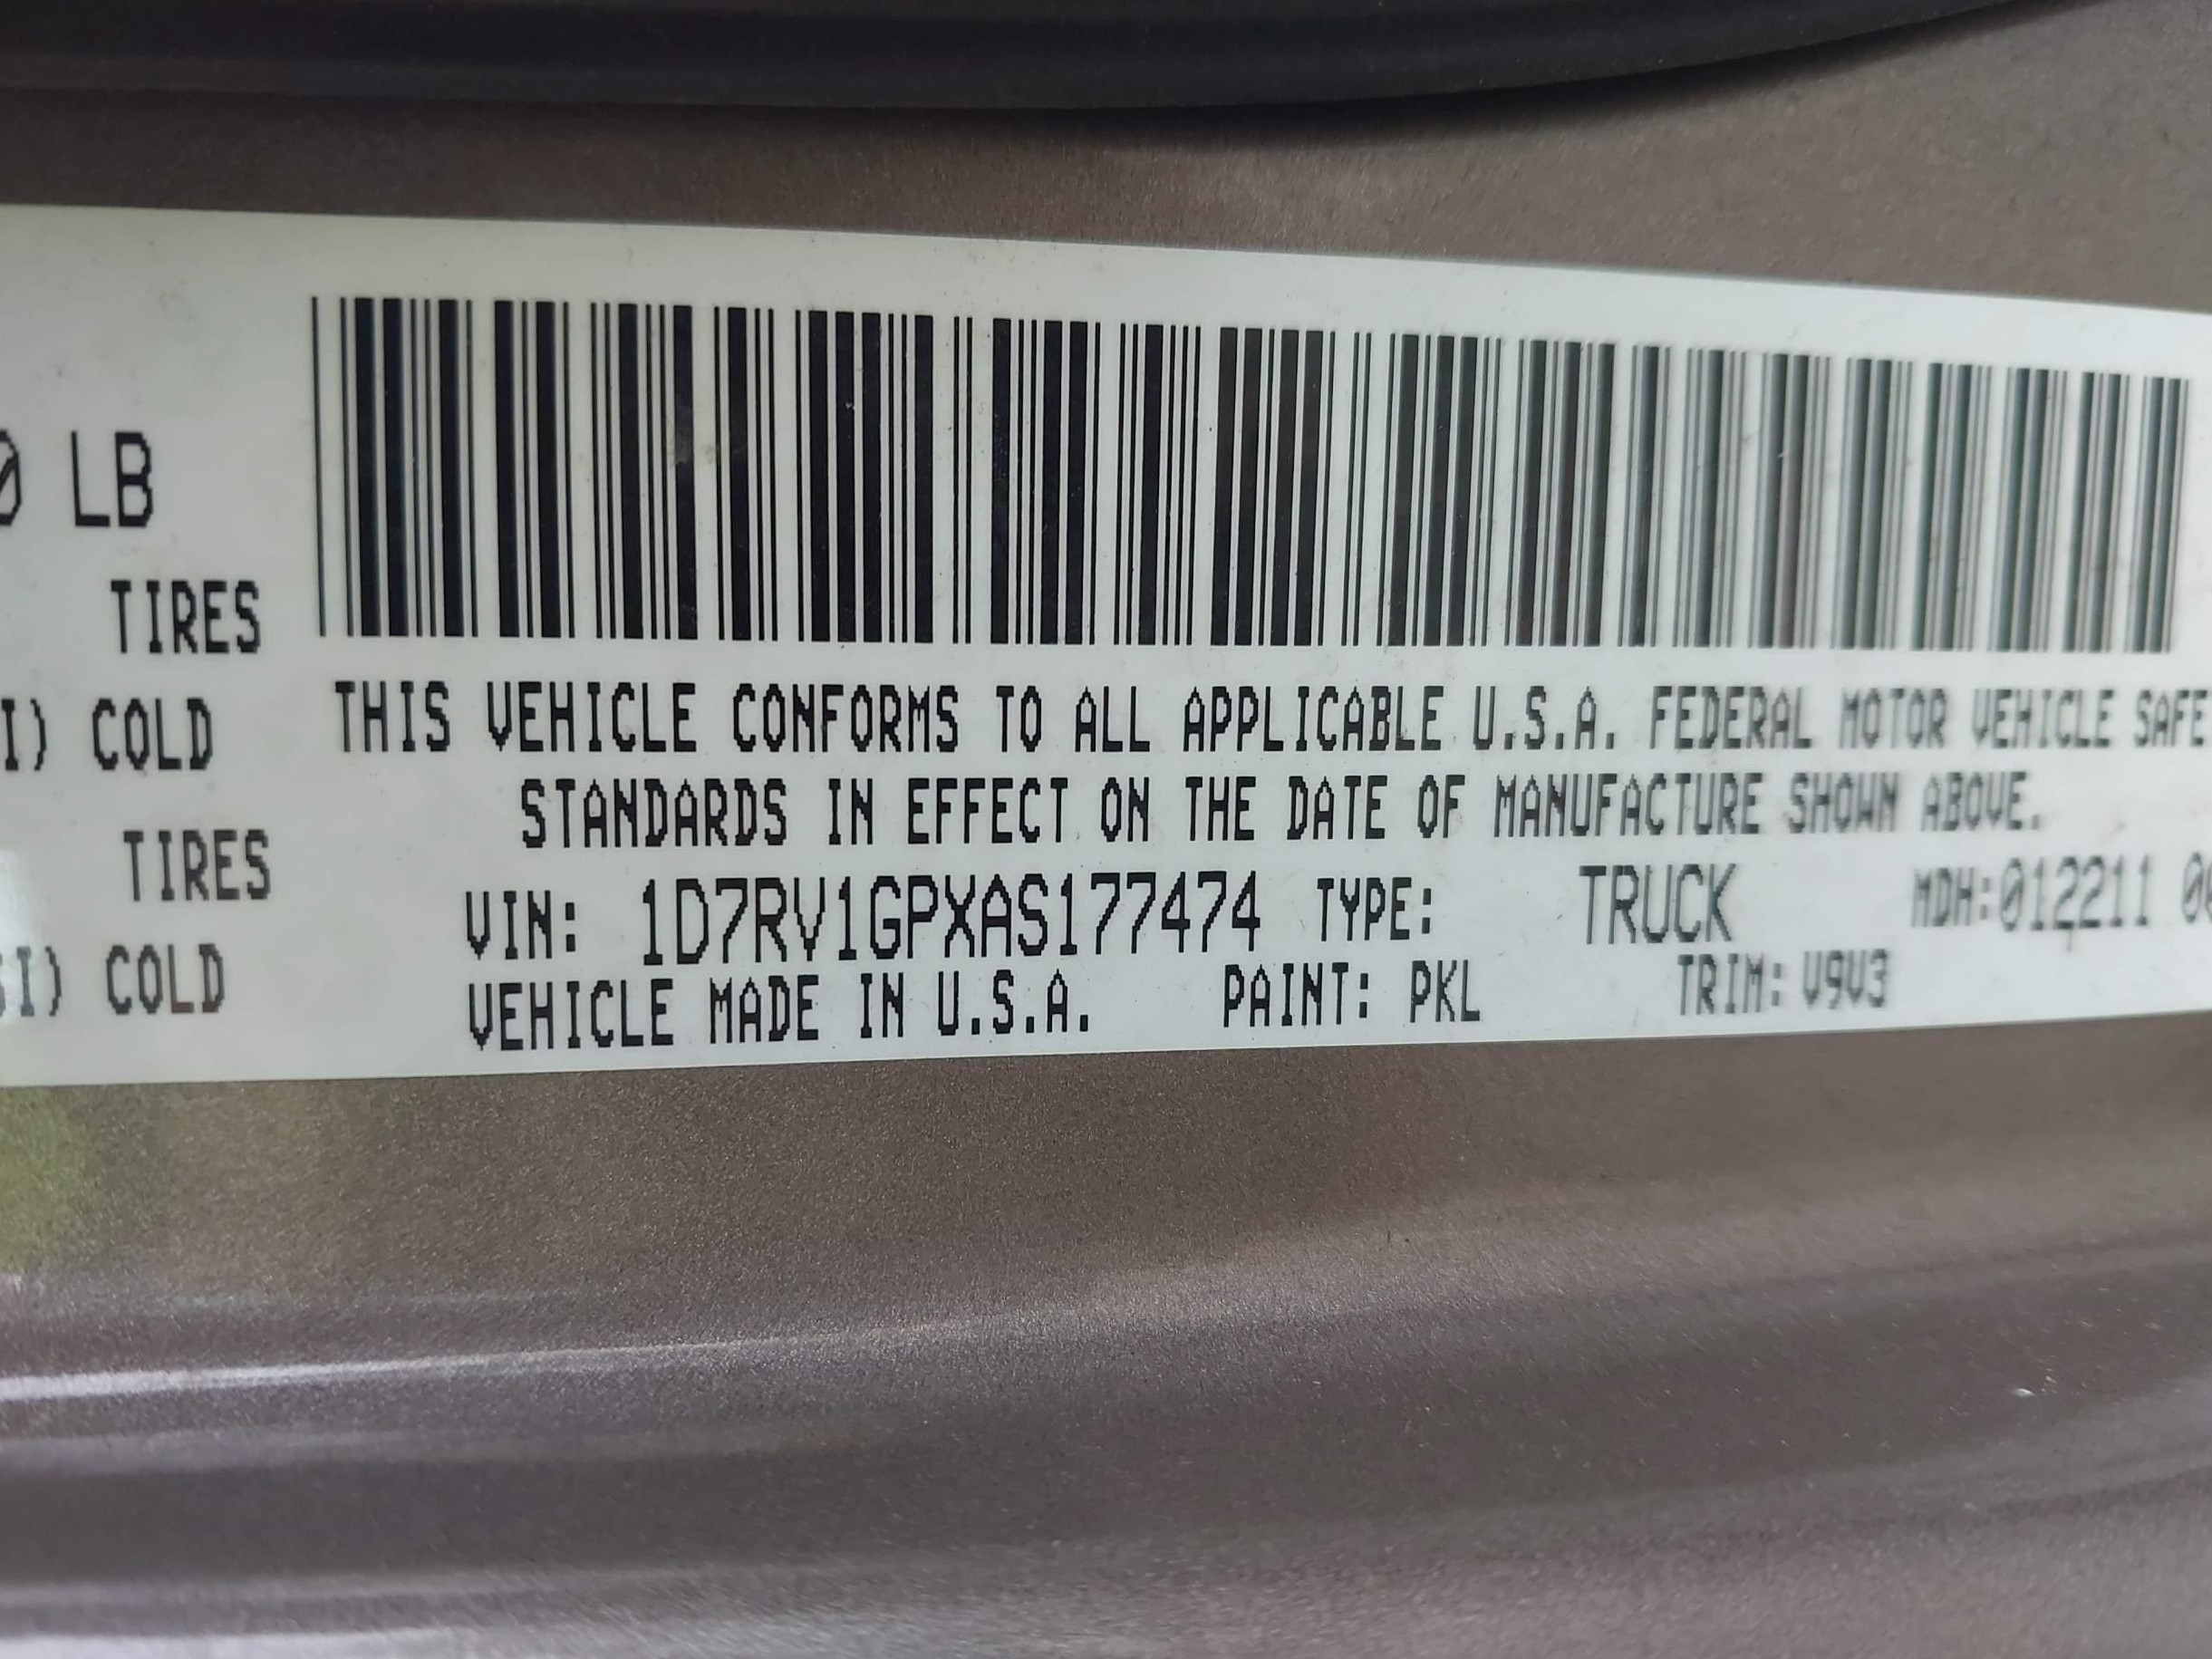 0 LB
TIRES
I) COLD
TIRES
SI) COLD
THIS VEHICLE CONFORMS TO ALL APPLICABLE U.S.A. FEDERAL MOTOR VEHICLE SAFE
STANDARDS IN EFFECT ON THE DATE OF MANUFACTURE SHOWN ABOVE.
VIN: 1D7RV1GPXAS177474 TYPE: TRUCK MDH:012211 0
VEHICLE MADE IN U.S.A. PAINT: PKL TRIM: V9V3